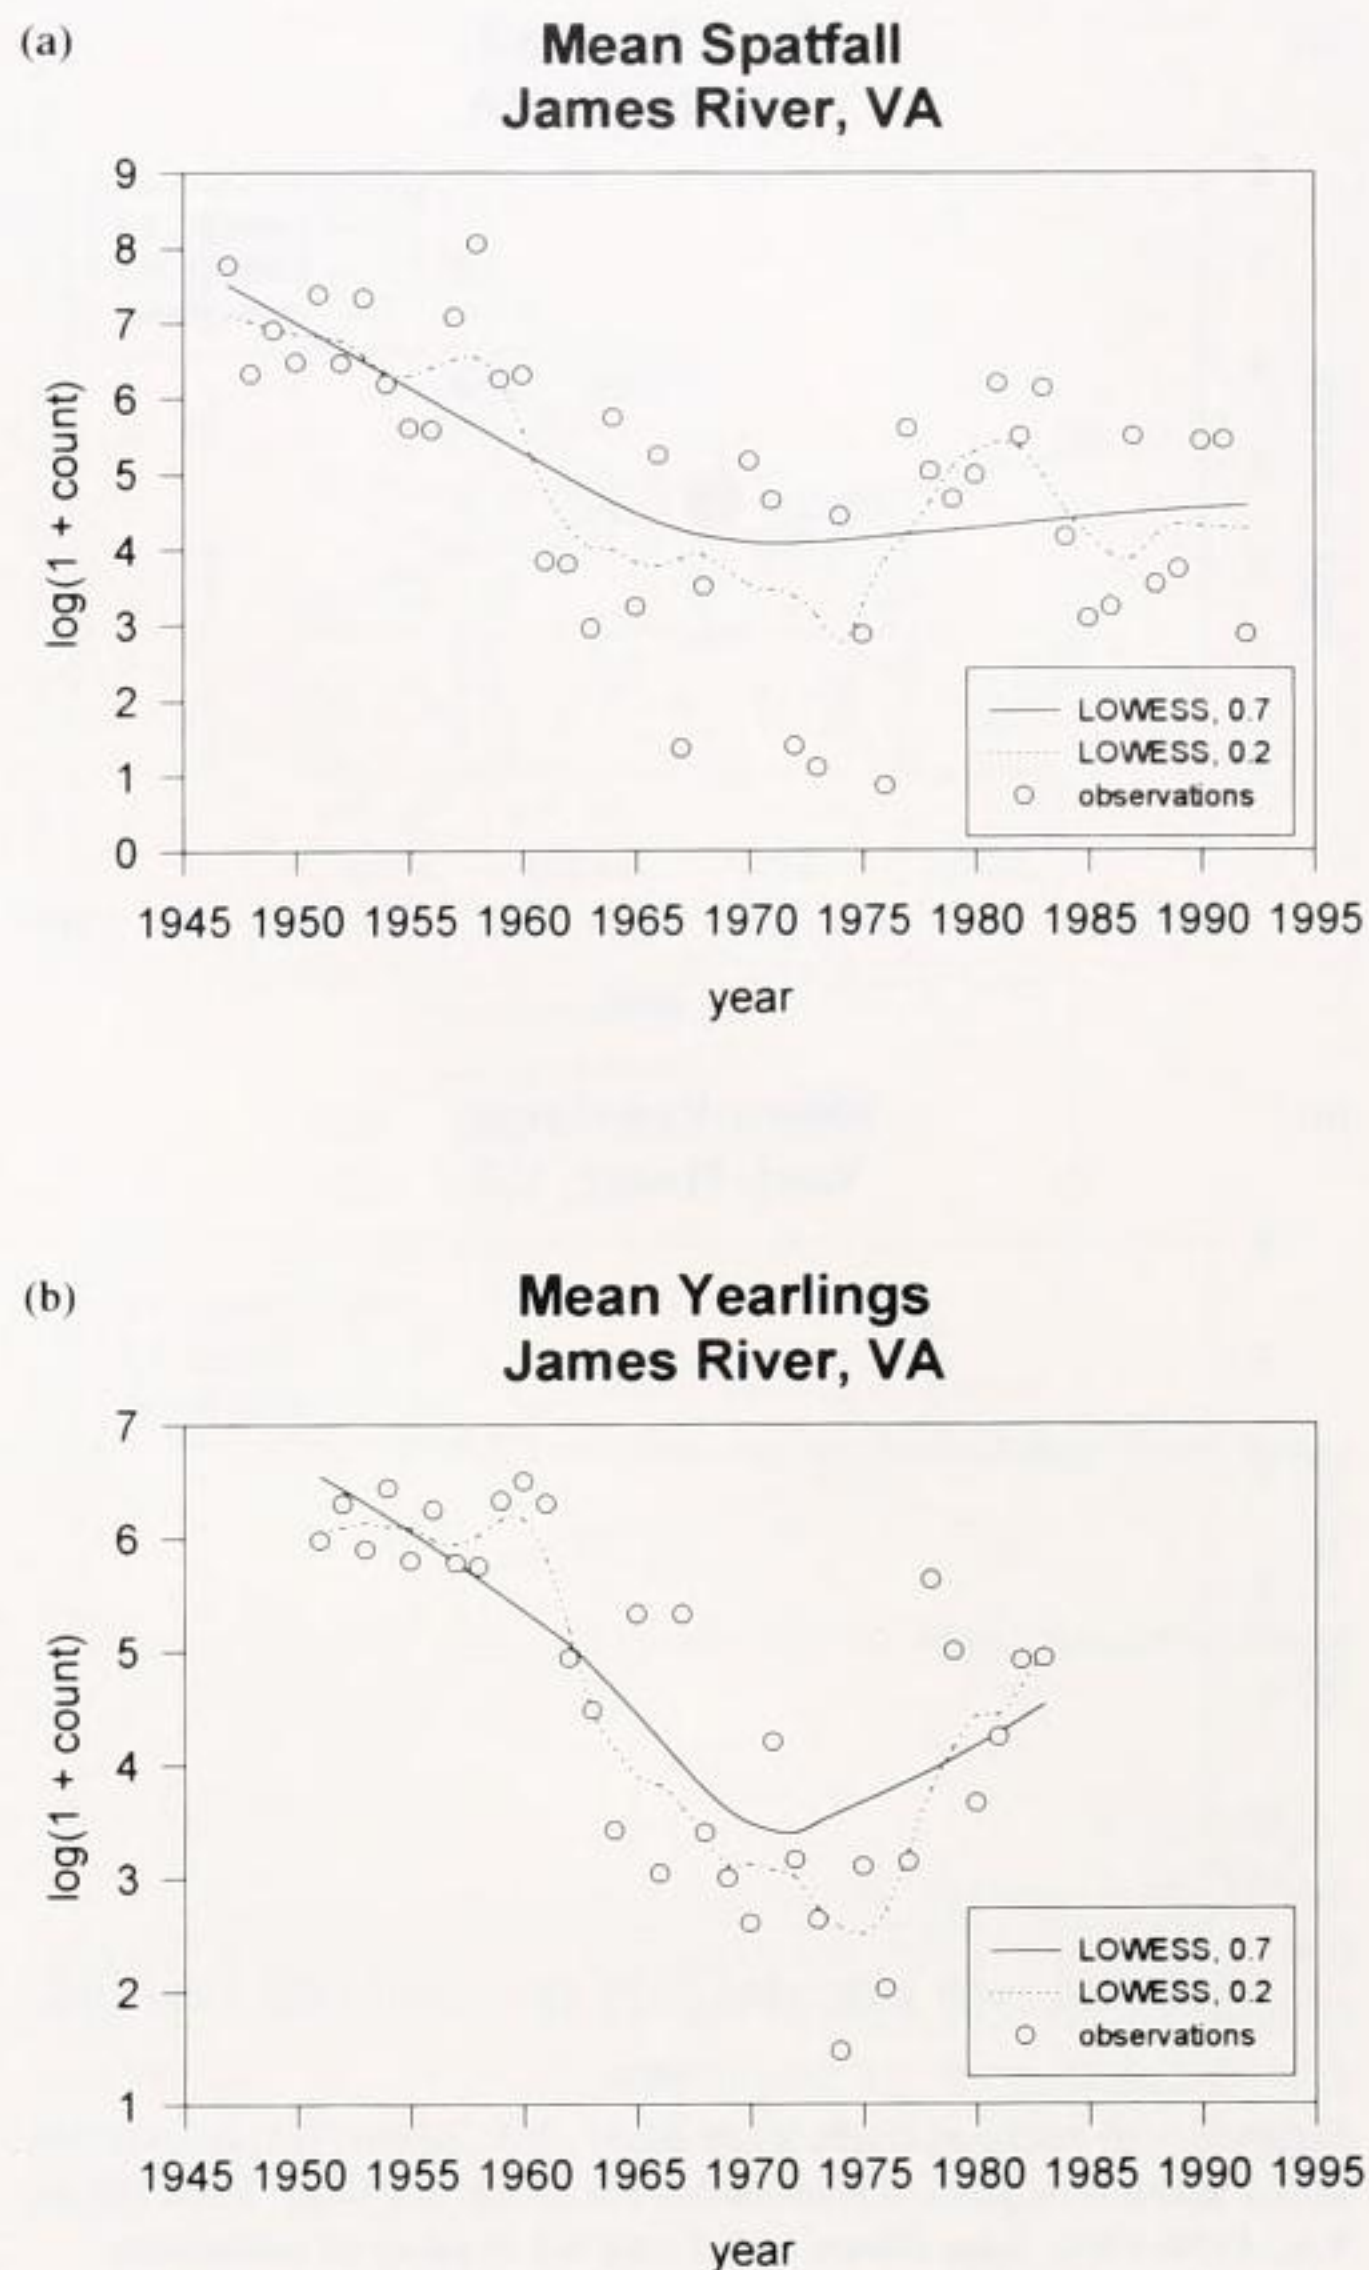 (a)
Mean Spatfall
James River, VA
9
8
7
6
5
4
3
2
1
0
log(1 + count)
LOWESS, 0.7
LOWESS, 0.2
observations
1945 1950 1955 1960 1965 1970 1975 1980 1985 1990 1995
year
(b)
Mean Yearlings
James River, VA
7
6
5
4
3
2
1
log(1 + count)
LOWESS, 0.7
LOWESS, 0.2
observations
1945 1950 1955 1960 1965 1970 1975 1980 1985 1990 1995
year